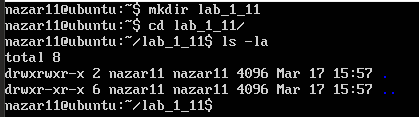 nazar11@ubuntu:~$ mkdir lab_1_11
nazar11@ubuntu:~$ cd lab_1_11/
nazar11@ubuntu:~/lab_1_11$ ls -la
total 8
drwxrwxr-x 2 nazar11 nazar11 4096 Mar 17 15:57 .
drwxr-xr-x 6 nazar11 nazar11 4096 Mar 17 15:57 ..
nazar11@ubuntu:~/lab_1_11$